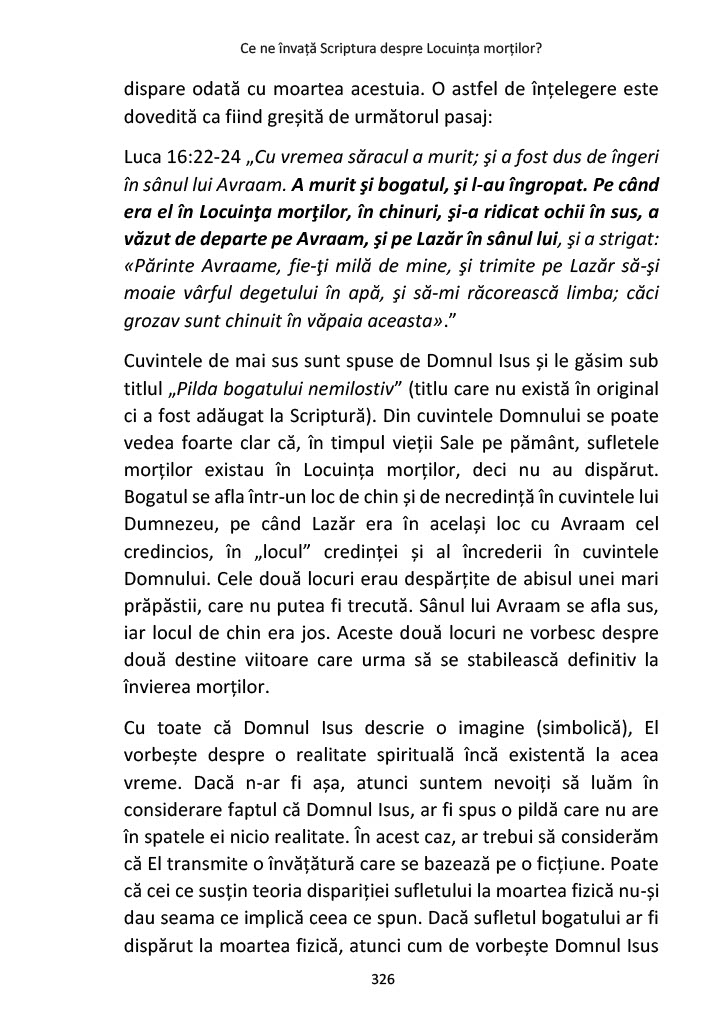 Ce ne învață Scriptura despre Locuința morților?
dispare odată cu moartea acestuia. O astfel de înțelegere este
dovedită ca fiind greșită de următorul pasaj:
Luca 16:22-24 „Cu vremea săracul a murit; şi a fost dus de îngeri
în sânul lui Avraam. A murit şi bogatul, şi l-au îngropat. Pe când
era el în Locuinţa morţilor, în chinuri, şi-a ridicat ochii în sus, a
văzut de departe pe Avraam, şi pe Lazăr în sânul lui, şi a strigat:
«Părinte Avraame, fie-ţi milă de mine, şi trimite pe Lazăr să-şi
moaie vârful degetului în apă, şi să-mi răcorească limba; căci
grozav sunt chinuit în văpaia aceasta».”
Cuvintele de mai sus sunt spuse de Domnul Isus și le găsim sub
titlul „Pilda bogatului nemilostiv” (titlu care nu există în original
ci a fost adăugat la Scriptură). Din cuvintele Domnului se poate
vedea foarte clar că, în timpul vieții Sale pe pământ, sufletele
morților existau în Locuința morților, deci nu au dispărut.
Bogatul se afla într-un loc de chin și de necredință în cuvintele lui
Dumnezeu, pe când Lazăr era în același loc cu Avraam cel
credincios, în „locul” credinței și al încrederii în cuvintele
Domnului. Cele două locuri erau despărțite de abisul unei mari
prăpăstii, care nu putea fi trecută. Sânul lui Avraam se afla sus,
iar locul de chin era jos. Aceste două locuri ne vorbesc despre
două destine viitoare care urma să se stabilească definitiv la
învierea morților.
Cu toate că Domnul Isus descrie o imagine (simbolică), El
vorbește despre o realitate spirituală încă existentă la acea
vreme. Dacă n-ar fi așa, atunci suntem nevoiți să luăm în
considerare faptul că Domnul Isus, ar fi spus o pildă care nu are
în spatele ei nicio realitate. În acest caz, ar trebui să considerăm
că El transmite o învățătură care se bazează pe o ficțiune. Poate
că cei ce susțin teoria dispariției sufletului la moartea fizică nu-și
dau seama ce implică ceea ce spun. Dacă sufletul bogatului ar fi
dispărut la moartea fizică, atunci cum de vorbește Domnul Isus
326